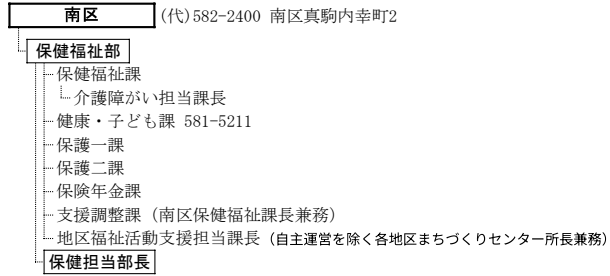 南区 (代)582-2400 南区真駒内幸町2
保健福祉部
保健福祉課
介護障がい担当課長
健康・子ども課 581-5211
保護一課
保護二課
保険年金課
支援調整課（南区保健福祉課長兼務）
地区福祉活動支援担当課長（自主運営を除く各地区まちづくりセンター所長兼務）
保健担当部長